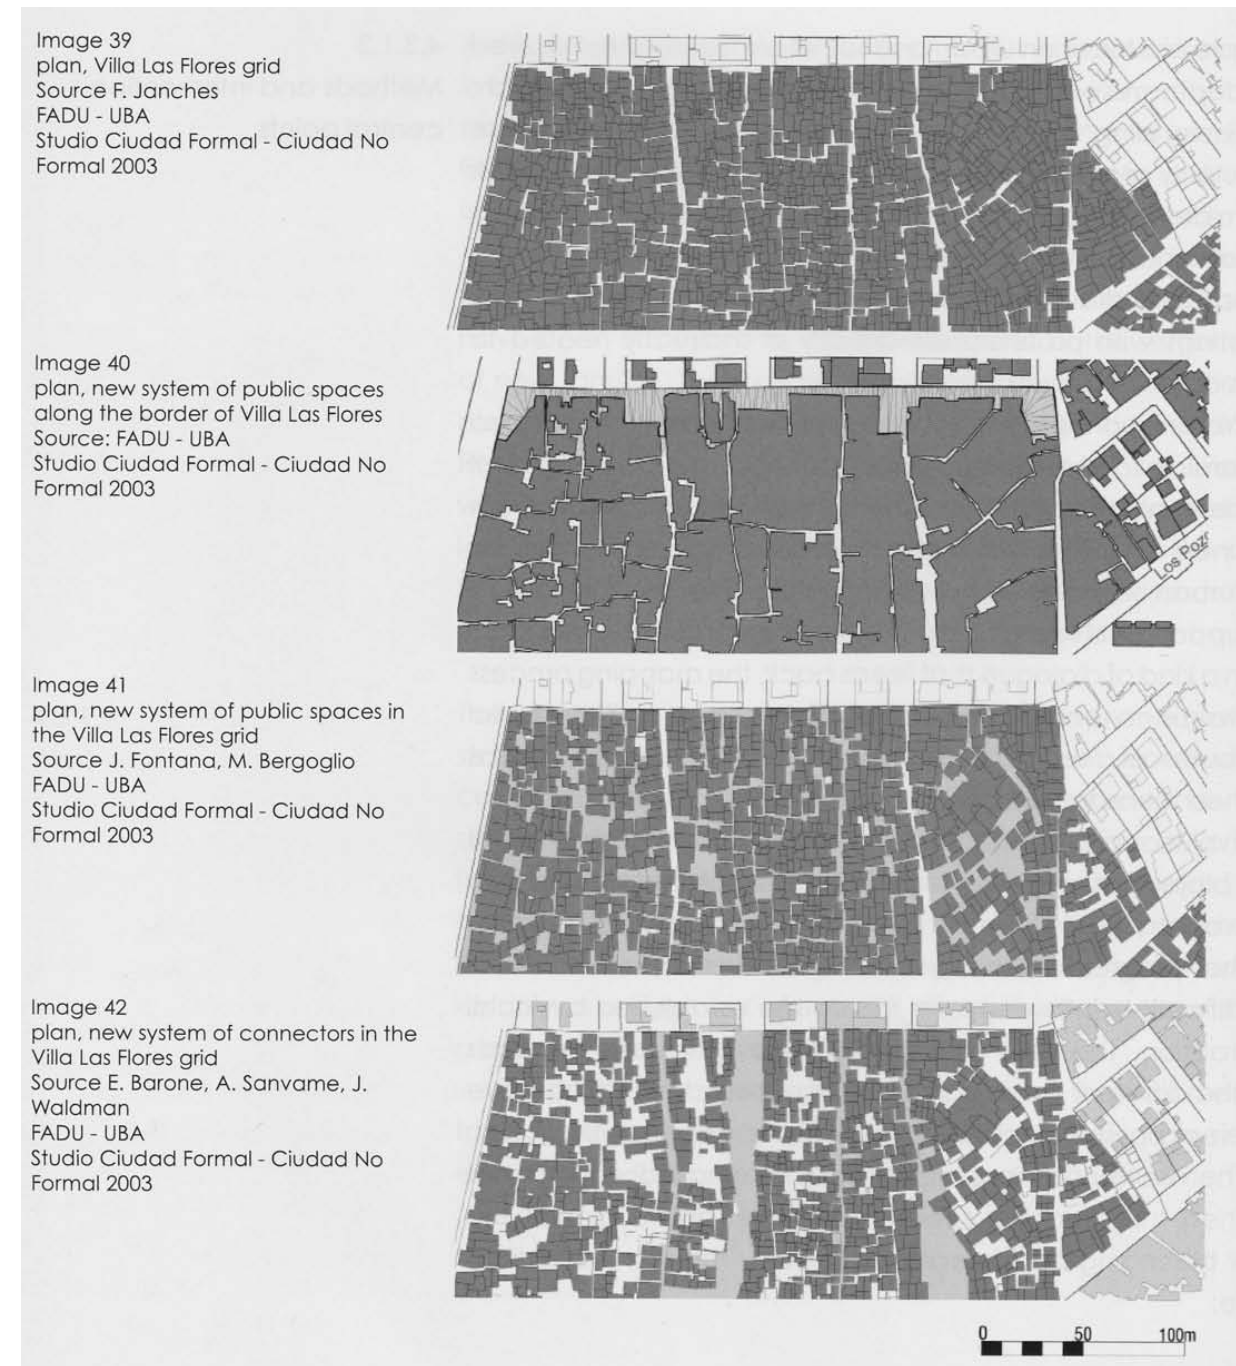 Image 39
plan, Villa Las Flores grid
Source F. Janches
FADU - UBA
Studio Ciudad Formal - Ciudad No
Formal 2003
Image 40
plan, new system of public spaces
along the border of Villa Las Flores
Source: FADU - UBA
Studio Ciudad Formal - Ciudad No
Formal 2003
Los Pozo
Image 41
plan, new system of public spaces in
the Villa Las Flores grid
Source J. Fontana, M. Bergoglio
FADU - UBA
Studio Ciudad Formal - Ciudad No
Formal 2003
Image 42
plan, new system of connectors in the
Villa Las Flores grid
Source E. Barone, A. Sanvame, J.
Waldman
FADU - UBA
Studio Ciudad Formal - Ciudad No
Formal 2003
0 50 100m